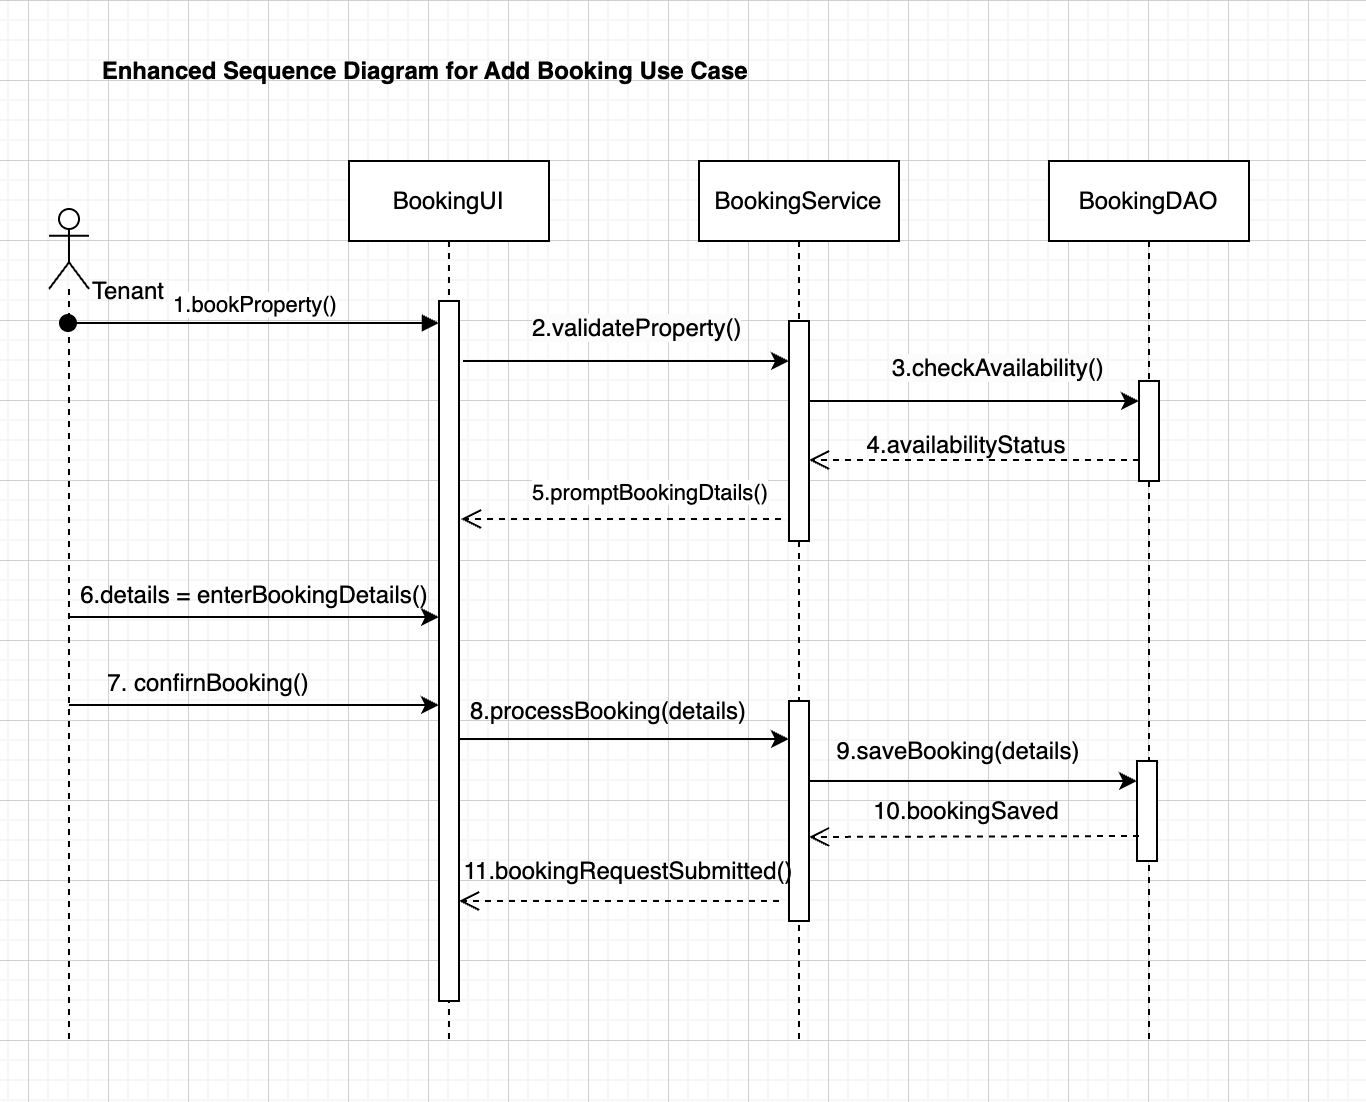 Enhanced Sequence Diagram for Add Booking Use Case
BookingUI
BookingService
BookingDAO
Tenant
1.bookProperty()
2.validateProperty()
3.checkAvailability()
4.availabilityStatus
5.promptBookingDtails()
6.details = enterBookingDetails()
7. confirnBooking()
8.processBooking(details)
9.saveBooking(details)
10.bookingSaved
11.bookingRequestSubmitted()